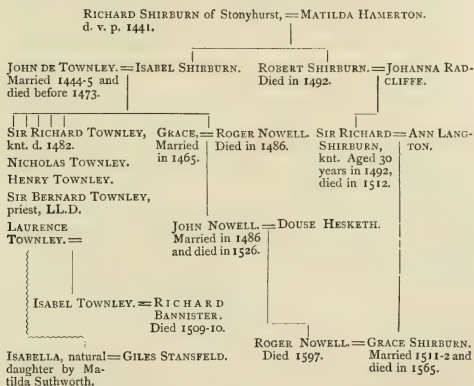 RICHARD SHIRBURN of Stonyhurst, = MATILDA HAMERTON.
d. v. p. 1441.
JOHN DE TOWNLEY. = ISABEL SHIRBURN.
Married 1444-5 and
died before 1473.
ROBERT SHIRBURN. = JOHANNA RAD-
Died in 1492. CLIFFE.
SIR RICHARD TOWNLEY,
knt. d. 1482.
NICHOLAS TOWNLEY.
HENRY TOWNLEY.
SIR BERNARD TOWNLEY,
priest, LL.D.
LAURENCE
TOWNLEY. =
GRACE, = ROGER NOWELL.
Married Died in 1486.
in 1465.
SIR RICHARD = ANN LANG-
SHIRBURN, TON.
knt. Aged 30
years in 1492,
died in 1512.
JOHN NOWELL. = DOUSE HESKETH.
Married in 1486
and died in 1526.
ISABEL TOWNLEY. = RICHARD
BANNISTER.
Died 1509-10.
ROGER NOWELL. = GRACE SHIRBURN.
Died 1597. Married 1511-2 and
died in 1565.
ISABELLA, natural = GILES STANSFELD.
daughter by Ma-
tilda Suthworth.